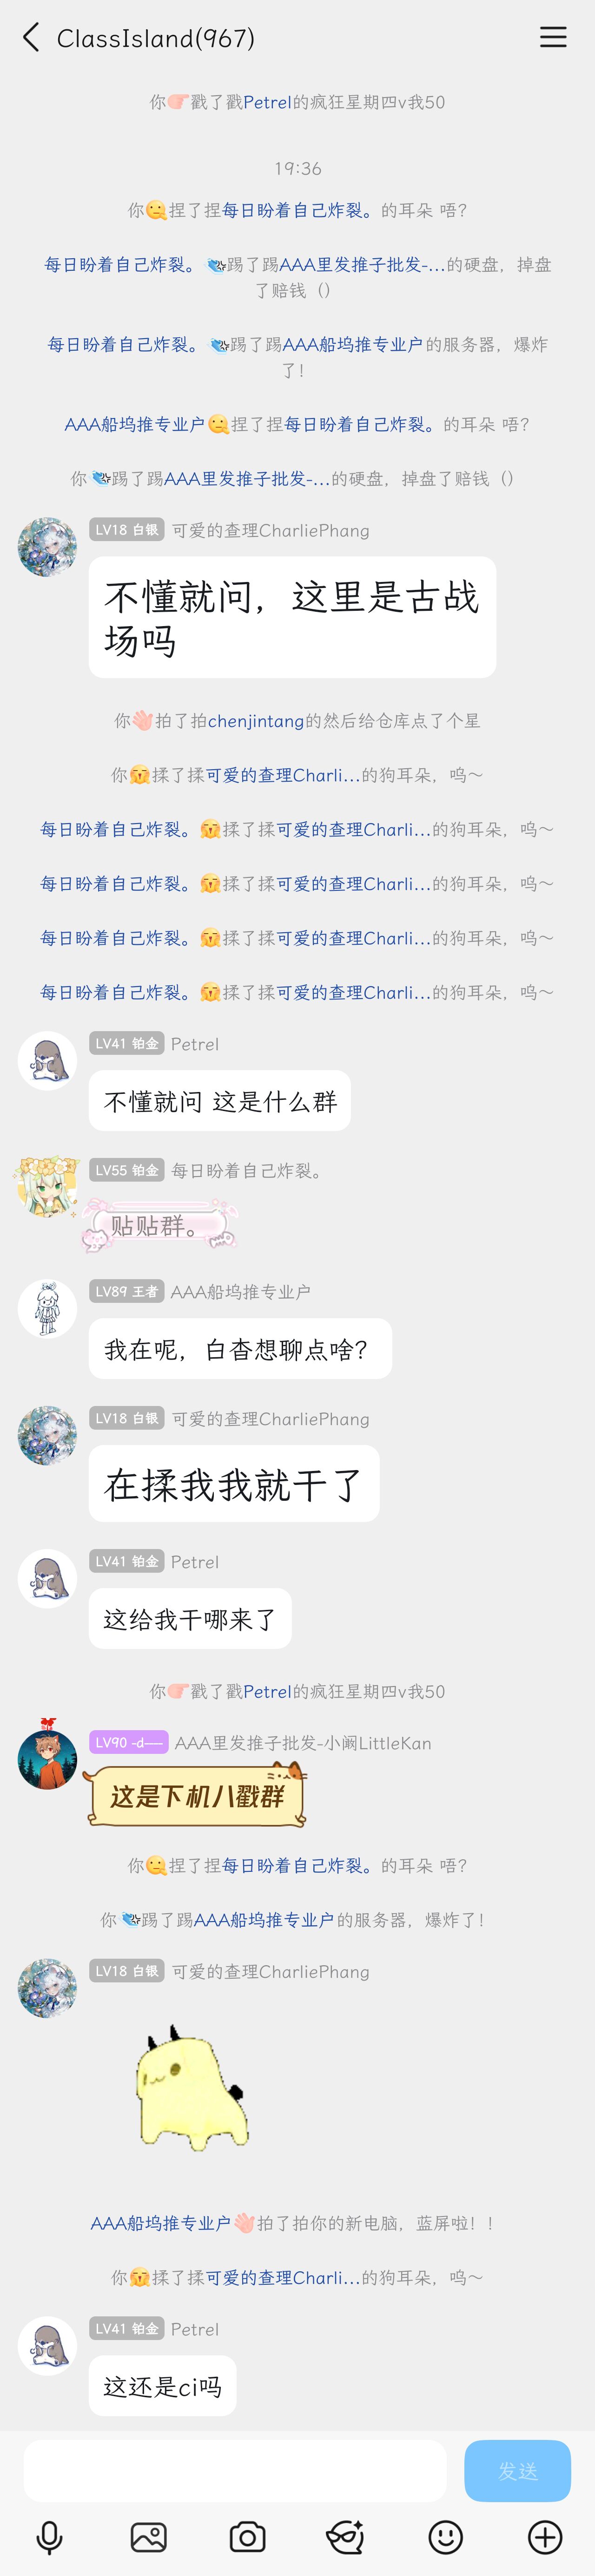 ClassIsland(967)
你👉戳了戳Petrel的疯狂星期四v我50
19:36
你🤏捏了捏每日盼着自己炸裂。的耳朵 唔?
每日盼着自己炸裂。踢了踢AAA里发推子批发-...的硬盘，掉盘
了赔钱（）
每日盼着自己炸裂。踢了踢AAA船坞推专业户的服务器，爆炸
了!
AAA船坞推专业户捏了捏每日盼着自己炸裂。的耳朵 唔?
你踢了踢AAA里发推子批发-...的硬盘，掉盘了赔钱（）
LV18 白银 可爱的查理CharliePhang
不懂就问，这里是古战
场吗
你👋拍了拍chenjintang的然后给仓库点了个星
你揉了揉可爱的查理Charli...的狗耳朵，呜～
每日盼着自己炸裂。揉了揉可爱的查理Charli...的狗耳朵，呜～
每日盼着自己炸裂。揉了揉可爱的查理Charli...的狗耳朵，呜～
每日盼着自己炸裂。揉了揉可爱的查理Charli...的狗耳朵，呜～
每日盼着自己炸裂。揉了揉可爱的查理Charli...的狗耳朵，呜～
LV41 铂金 Petrel
不懂就问 这是什么群
LV55 铂金 每日盼着自己炸裂。
贴贴群。
LV89 王者 AAA船坞推专业户
我在呢，白杳想聊点啥?
LV18 白银 可爱的查理CharliePhang
在揉我我就干了
LV41 铂金 Petrel
这给我干哪来了
你👉戳了戳Petrel的疯狂星期四v我50
LV90 -d— AAA里发推子批发-小阚LittleKan
这是下机八戳群
你捏了捏每日盼着自己炸裂。的耳朵 唔?
你踢了踢AAA船坞推专业户的服务器，爆炸了!
LV18 白银 可爱的查理CharliePhang
AAA船坞推专业户👋拍了拍你的新电脑，蓝屏啦！！
你揉了揉可爱的查理Charli...的狗耳朵，呜～
LV41 铂金 Petrel
这还是ci吗
发送